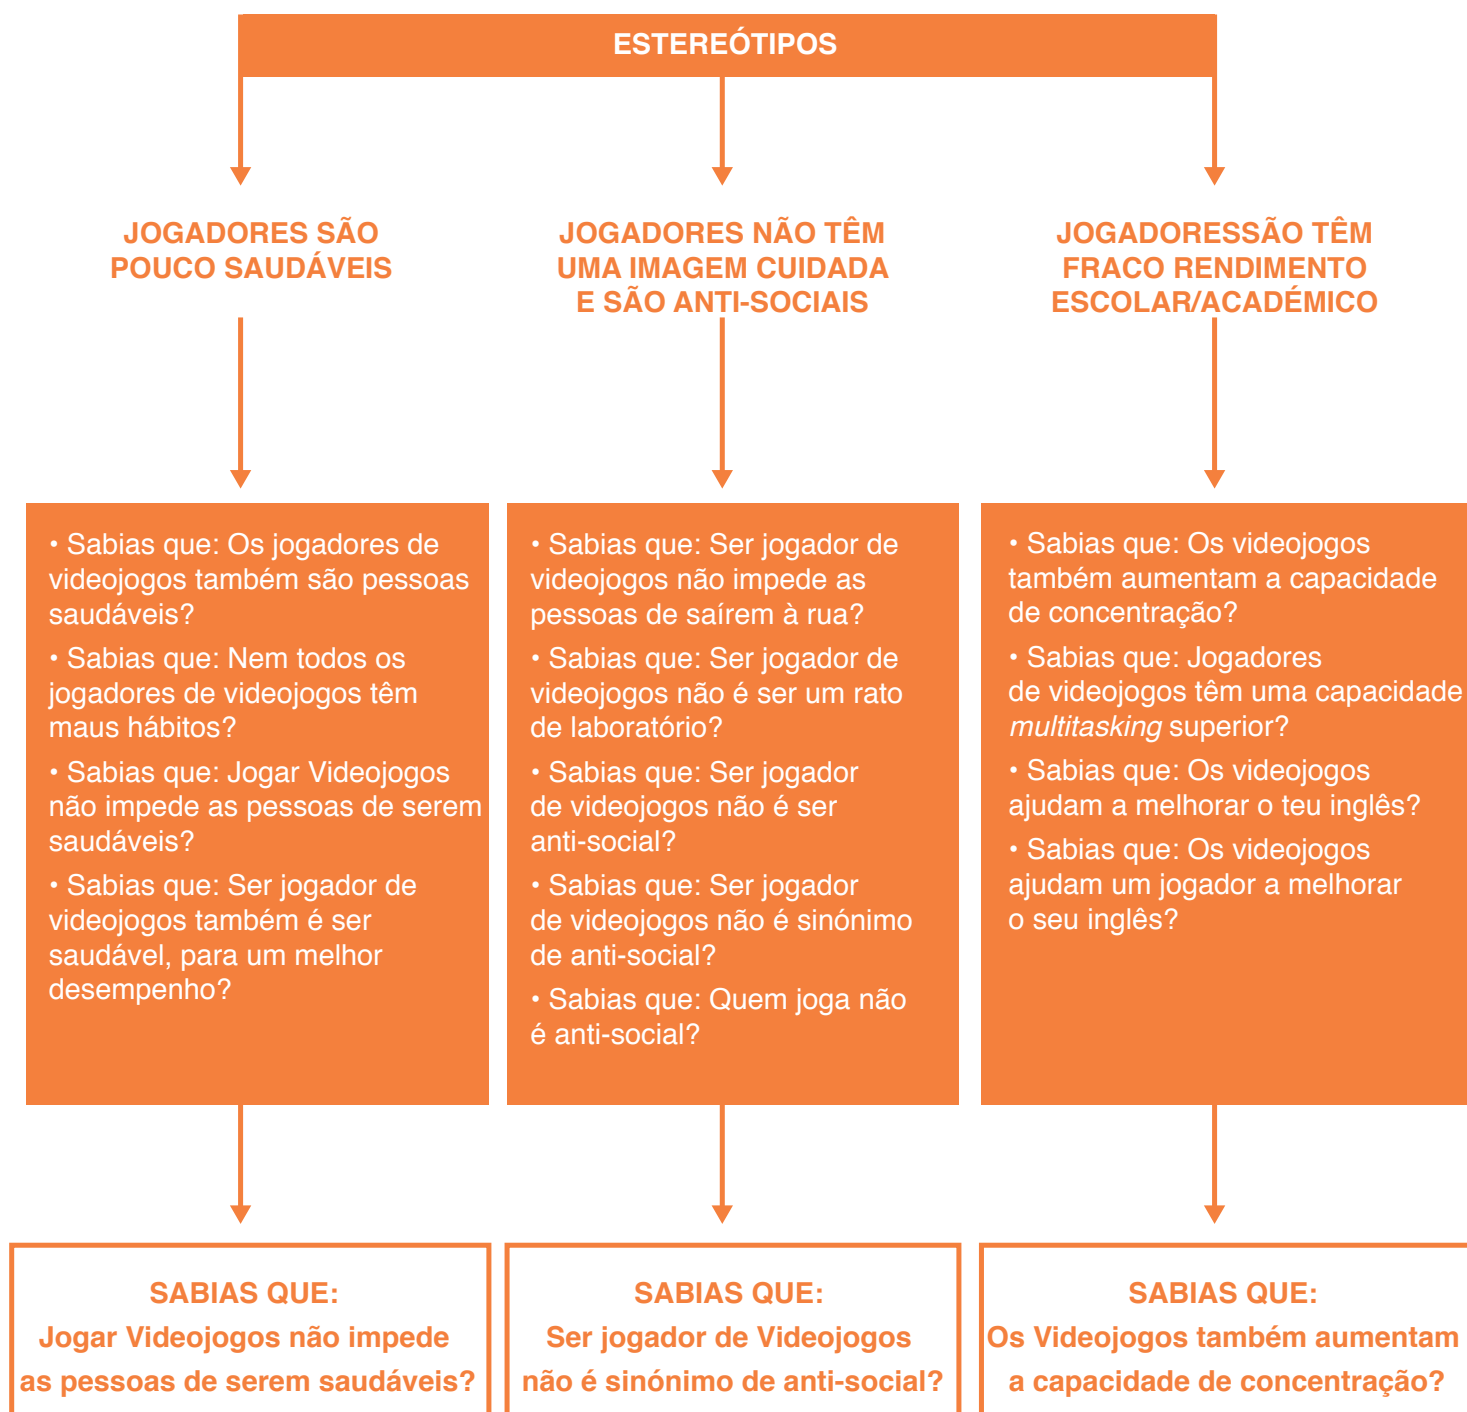 ESTEREÓTIPOS
JOGADORES SÃO
POUCO SAUDÁVEIS
JOGADORES NÃO TÊM
UMA IMAGEM CUIDADA
E SÃO ANTI-SOCIAIS
JOGADORESSÃO TÊM
FRACO RENDIMENTO
ESCOLAR/ACADÉMICO
• Sabias que: Os jogadores de
videojogos também são pessoas
saudáveis?
• Sabias que: Nem todos os
jogadores de videojogos têm
maus hábitos?
• Sabias que: Jogar Videojogos
não impede as pessoas de serem
saudáveis?
• Sabias que: Ser jogador de
videojogos também é ser
saudável, para um melhor
desempenho?
• Sabias que: Ser jogador de
videojogos não impede as
pessoas de saírem à rua?
• Sabias que: Ser jogador de
videojogos não é ser um rato
de laboratório?
• Sabias que: Ser jogador
de videojogos não é ser
anti-social?
• Sabias que: Ser jogador
de videojogos não é sinónimo
de anti-social?
• Sabias que: Quem joga não
é anti-social?
• Sabias que: Os videojogos
também aumentam a capacidade
de concentração?
• Sabias que: Jogadores
de videojogos têm uma capacidade
multitasking superior?
• Sabias que: Os videojogos
ajudam a melhorar o teu inglês?
• Sabias que: Os videojogos
ajudam um jogador a melhorar
o seu inglês?
SABIAS QUE:
Jogar Videojogos não impede
as pessoas de serem saudáveis?
SABIAS QUE:
Ser jogador de Videojogos
não é sinónimo de anti-social?
SABIAS QUE:
Os Videojogos também aumentam
a capacidade de concentração?